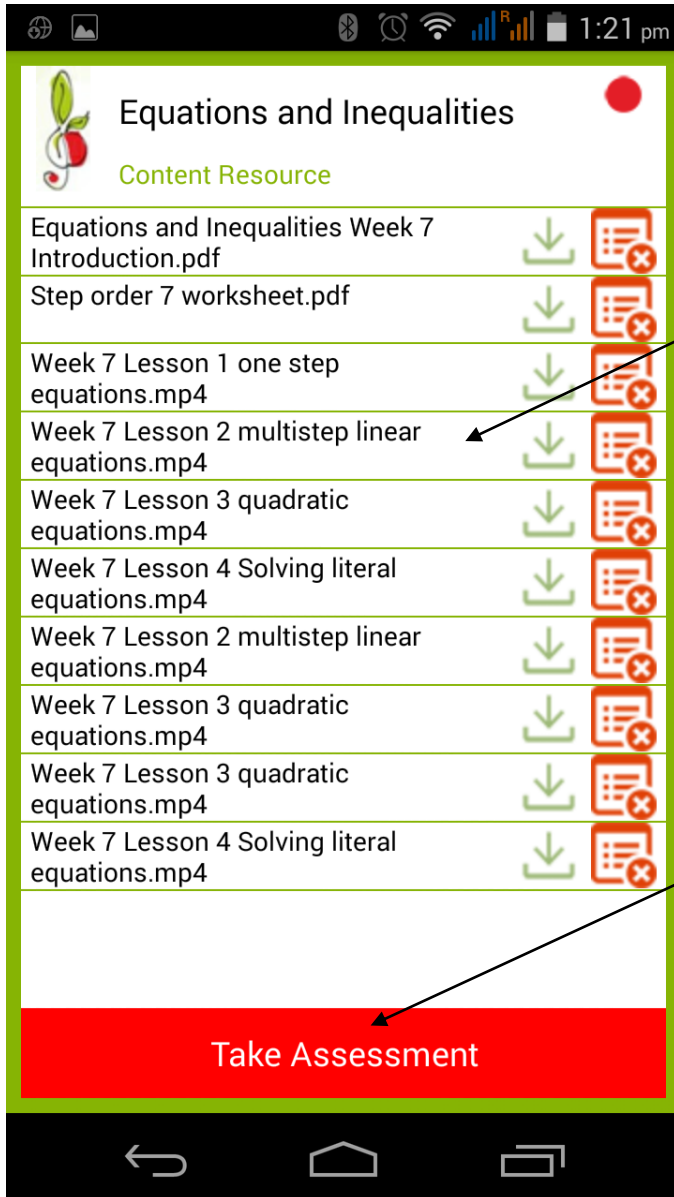 R
1:21 pm
Equations and Inequalities
Content Resource
Equations and Inequalities Week 7
Introduction.pdf
Step order 7 worksheet.pdf
Week 7 Lesson 1 one step
equations.mp4
Week 7 Lesson 2 multistep linear
equations.mp4
Week 7 Lesson 3 quadratic
equations.mp4
Week 7 Lesson 4 Solving literal
equations.mp4
Week 7 Lesson 2 multistep linear
equations.mp4
Week 7 Lesson 3 quadratic
equations.mp4
Week 7 Lesson 3 quadratic
equations.mp4
Week 7 Lesson 4 Solving literal
equations.mp4
Take Assessment